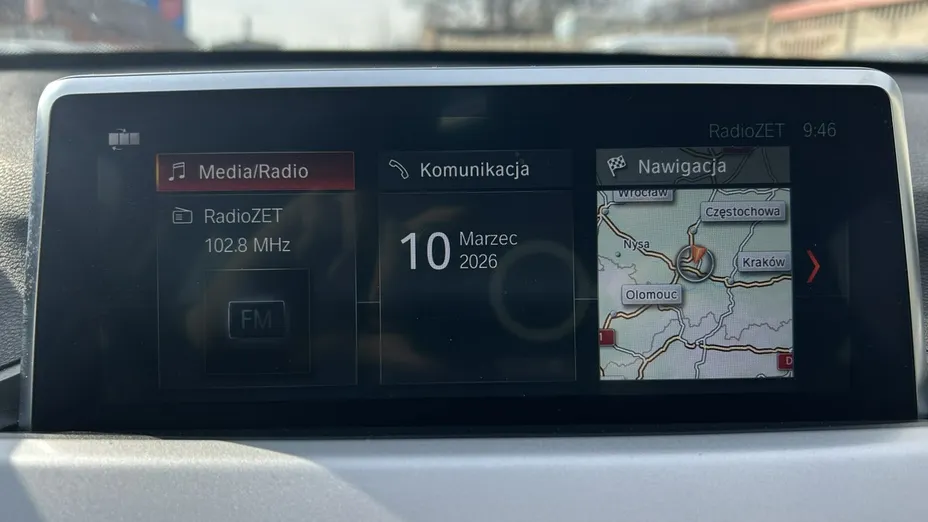 RadioZET 9:46
Media/Radio
RadioZET
102.8 MHz
FM
Komunikacja
10 Marzec
2026
Nawigacja
Wrocław
Częstochowa
Nysa
Kraków
Olomouc
1
D